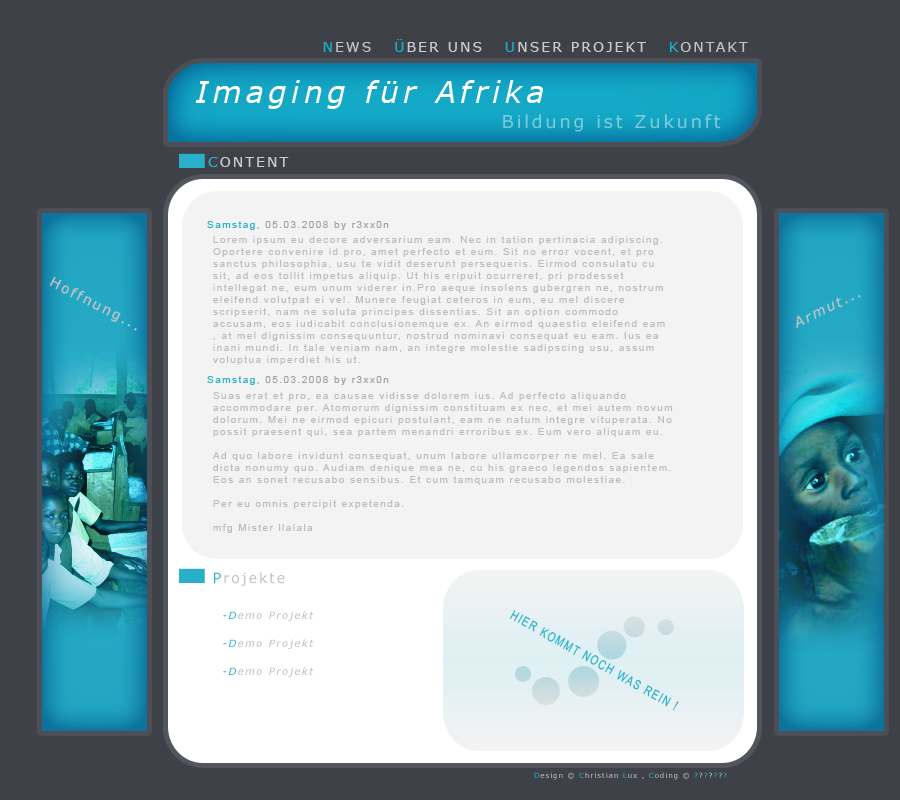 NEWS ÜBER UNS UNSER PROJEKT KONTAKT
Imaging für Afrika
Bildung ist Zukunft
CONTENT
Hoffnung...
Armut...
Samstag, 05.03.2008 by r3xx0n
Lorem ipsum eu decore adversarium eam. Nec in tation pertinacia adipiscing.
Oportere convenire id pro, amet perfecto et eum. Sit no error vocent, et pro
sanctus philosophia, usu te vidit deserunt persequeris. Eirmod consulatu cu
sit, ad eos tollit impetus aliquip. Ut his eripuit ocurreret, pri prodesset
intellegat ne, eum unum viderer in.Pro aeque insolens gubergren ne, nostrum
eleifend volutpat ei vel. Munere feugiat ceteros in eum, eu mel discere
scripserit, nam ne soluta principes dissentias. Sit an option commodo
accusam, eos iudicabit conclusionemque ex. An eirmod quaestio eleifend eam
, at mel dignissim consequuntur, nostrud nominavi consequat eu eam. Ius ea
inani mundi. In tale veniam nam, an integre molestie sadipscing usu, assum
voluptua imperdiet his ut.
Samstag, 05.03.2008 by r3xx0n
Suas erat et pro, ea causae vidisse dolorem ius. Ad perfecto aliquando
accommodare per. Atomorum dignissim constituam ex nec, et mei autem novum
dolorum. Mei ne eirmod epicuri postulant, eam ne natum integre vituperata. No
possit praesent qui, sea partem menandri erroribus ex. Eum vero aliquam eu.
Ad quo labore invidunt consequat, unum labore ullamcorper ne mel. Ea sale
dicta nonumy quo. Audiam denique mea ne, cu his graeco legendos sapientem.
Eos an sonet recusabo sensibus. Et cum tamquam recusabo molestiae.
Per eu omnis percipit expetenda.
mfg Mister llalala
Projekte
-Demo Projekt
-Demo Projekt
-Demo Projekt
HIER KOMMT NOCH WAS REIN !
Design © Christian Lux , Coding © ???????